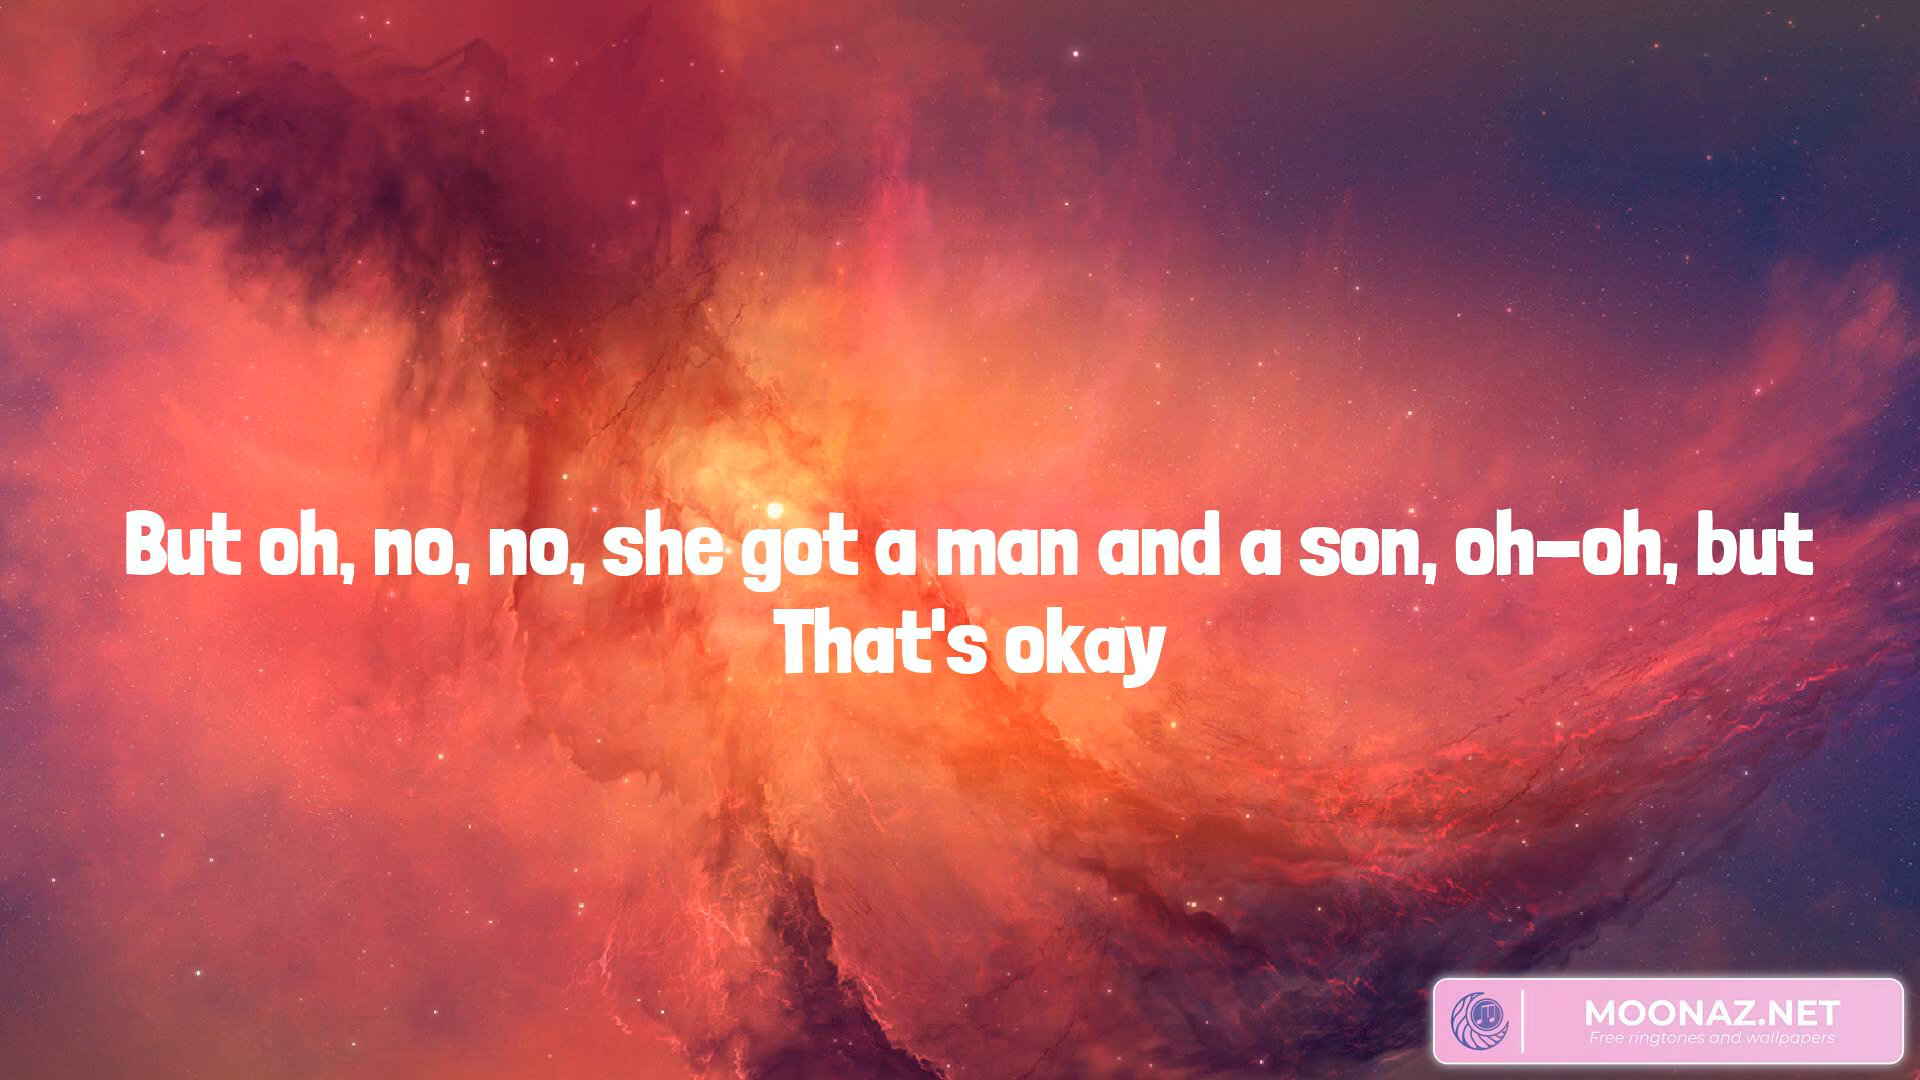 But oh, no, no, she got a man and a son, oh-oh, but
That's okay
MOONAZ.NET
Free ringtones and wallpapers